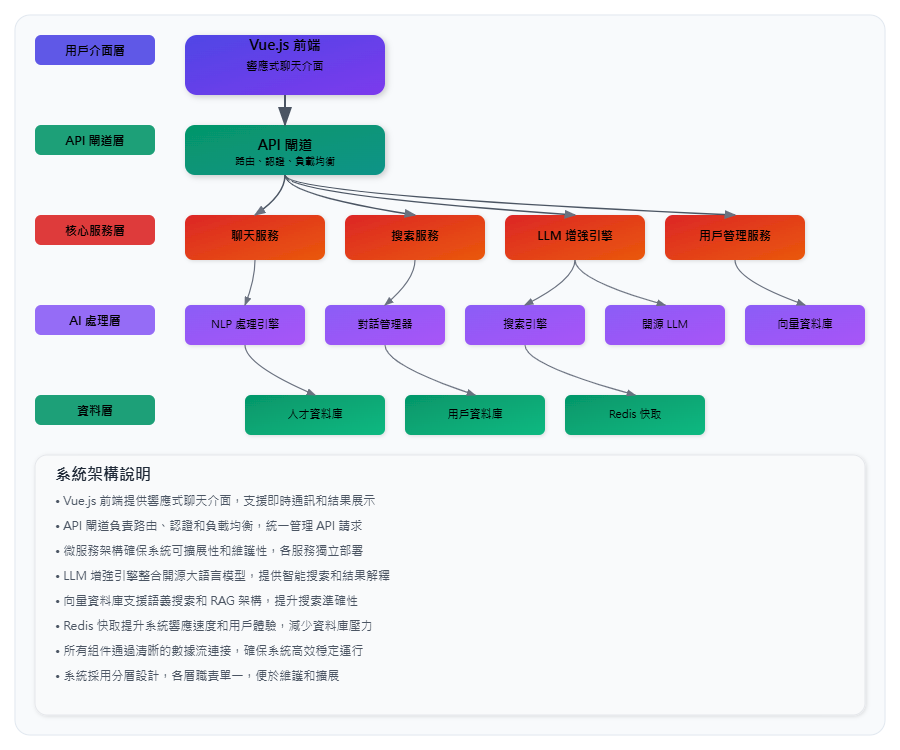 用戶介面層
Vue.js 前端
響應式聊天介面
API 閘道層
API 閘道
路由、認證、負載均衡
核心服務層
聊天服務
搜索服務
LLM 增強引擎
用戶管理服務
AI 處理層
NLP 處理引擎
對話管理器
搜索引擎
開源 LLM
向量資料庫
資料層
人才資料庫
用戶資料庫
Redis 快取
系統架構說明
• Vue.js 前端提供響應式聊天介面，支援即時通訊和結果展示
• API 閘道負責路由、認證和負載均衡，統一管理 API 請求
• 微服務架構確保系統可擴展性和維護性，各服務獨立部署
• LLM 增強引擎整合開源大語言模型，提供智能搜索和結果解釋
• 向量資料庫支援語義搜索和 RAG 架構，提升搜索準確性
• Redis 快取提升系統響應速度和用戶體驗，減少資料庫壓力
• 所有組件通過清晰的數據流連接，確保系統高效穩定運行
• 系統採用分層設計，各層職責單一，便於維護和擴展